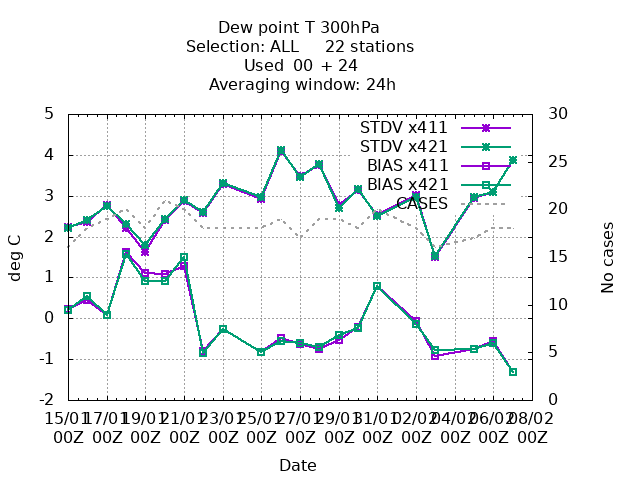 Dew point T 300hPa
Selection: ALL 22 stations
Used 00 + 24
Averaging window: 24h
5
4
3
2
1
0
-1
-2
deg C
30
25
20
15
10
5
0
No cases
STDV x411
STDV x421
BIAS x411
BIAS x421
CASES
15/01 17/01 19/01 21/01 23/01 25/01 27/01 29/01 31/01 02/02 04/02 06/02 08/02
00Z 00Z 00Z 00Z 00Z 00Z 00Z 00Z 00Z 00Z 00Z 00Z 00Z
Date